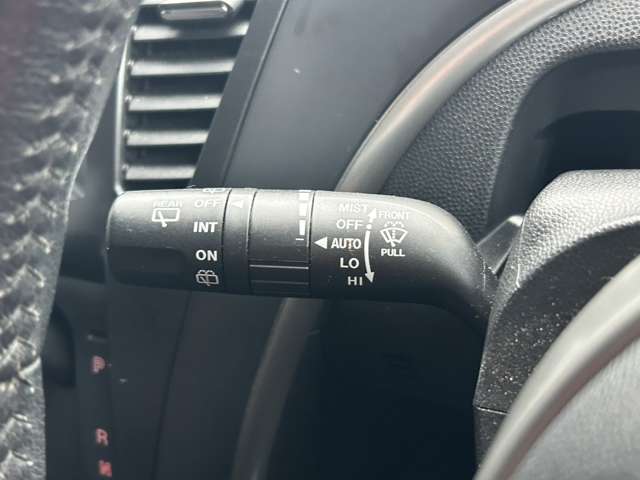 REAR
OFF
INT
ON
MIST
OFF
AUTO
LO
HI
FRONT
PULL
P
R
N